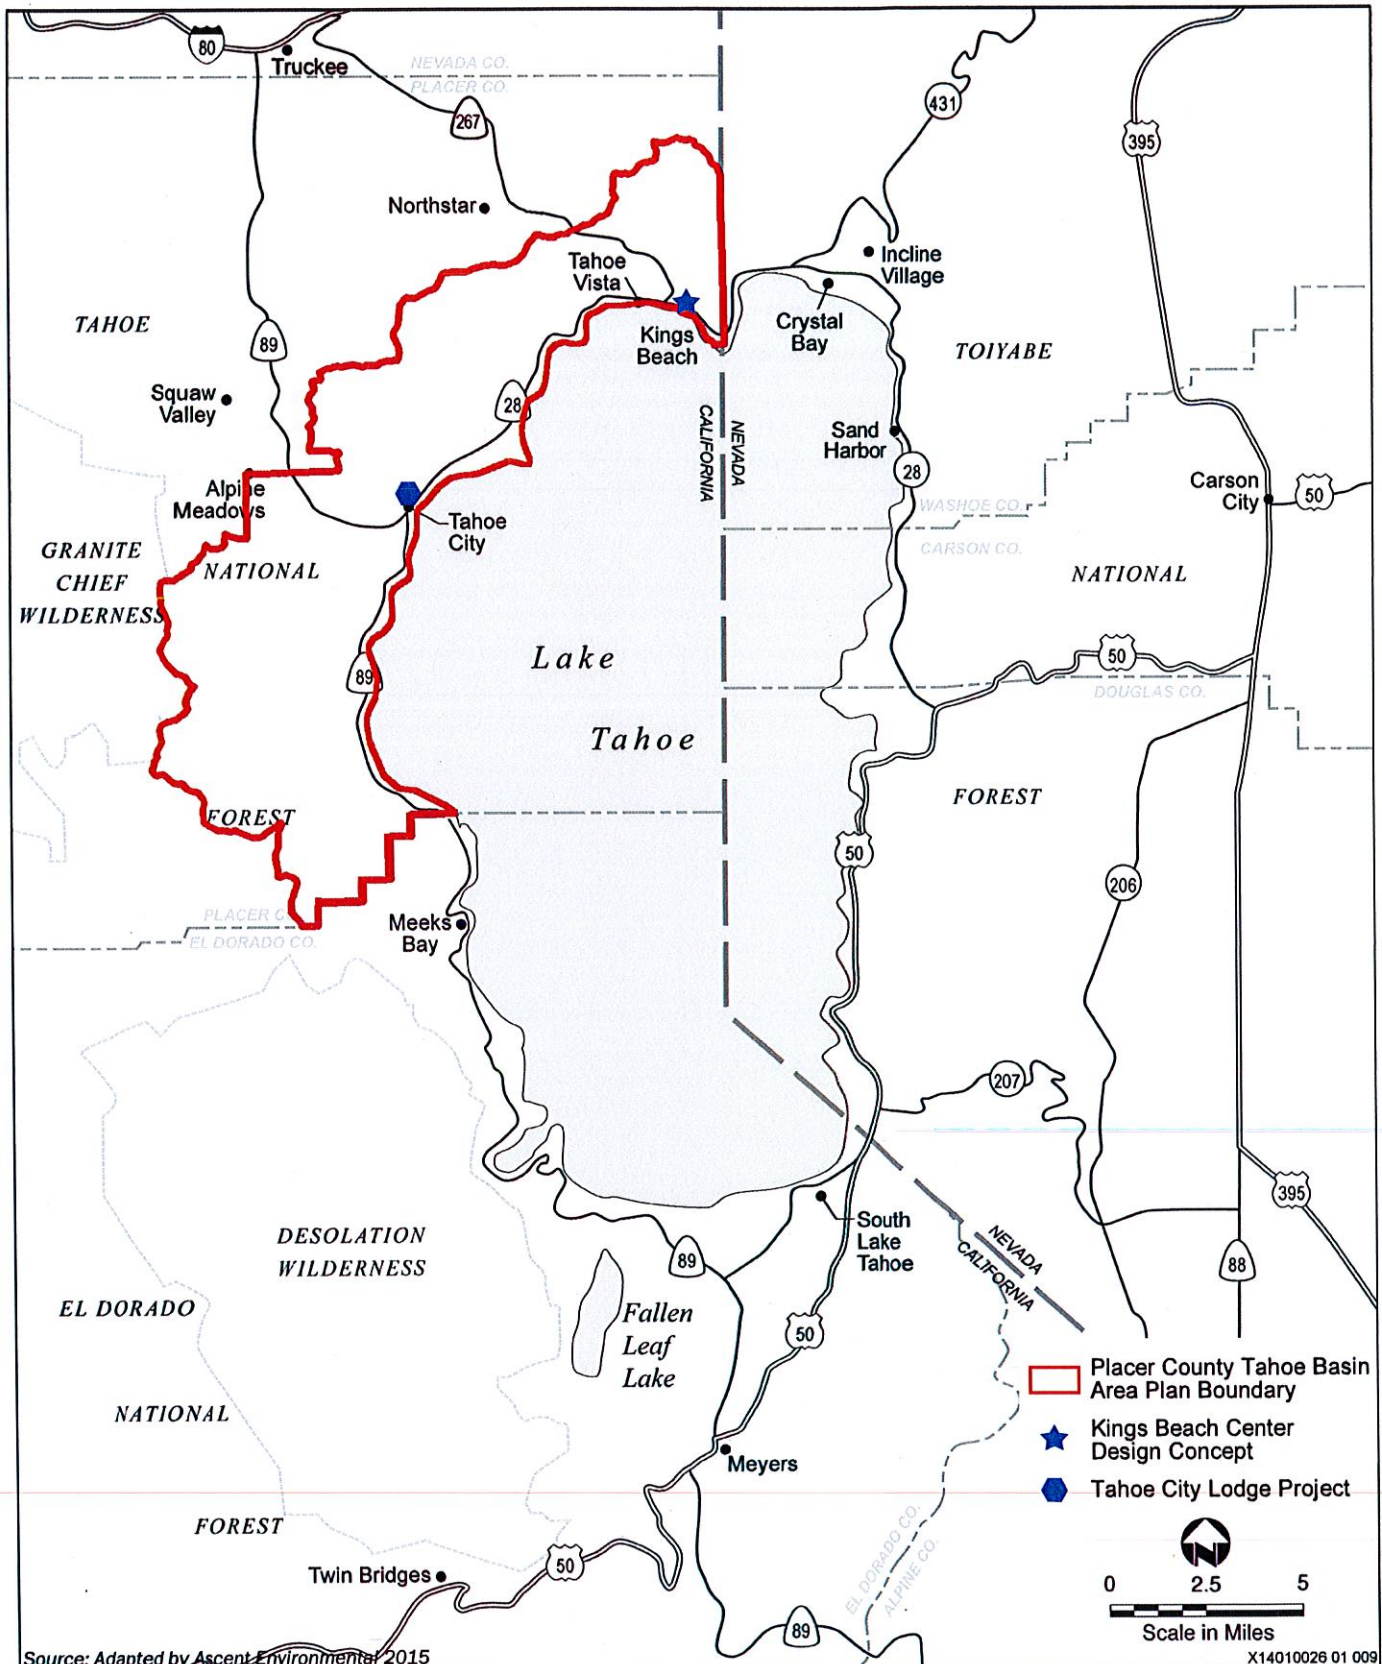 80
Truckee
NEVADA CO.
PLACER CO.
267
431
395
Northstar
Incline
Village
Tahoe
Vista
TAHOE
89
Kings
Beach
Crystal
Bay
TOIYABE
Squaw
Valley
28
CALIFORNIA
NEVADA
Sand
Harbor
28
Carson
City
50
Alpine
Meadows
Tahoe
City
WASHOE CO.
CARSON CO.
GRANITE
CHIEF
WILDERNESS
NATIONAL
NATIONAL
Lake
Tahoe
89
50
DOUGLAS CO.
FOREST
FOREST
50
206
PLACER C
EL DORADO CO.
Meeks
Bay
207
395
South
Lake
Tahoe
NEVADA
CALIFORNIA
DESOLATION
WILDERNESS
89
88
EL DORADO
Fallen
Leaf
Lake
50
NATIONAL
Meyers
FOREST
Twin Bridges
50
EL DORADO CO.
ALPINE CO.
89
Placer County Tahoe Basin
Area Plan Boundary
Kings Beach Center
Design Concept
Tahoe City Lodge Project
N
0 2.5 5
Scale in Miles
Source: Adapted by Ascent Environmental 2015
X14010026 01 009